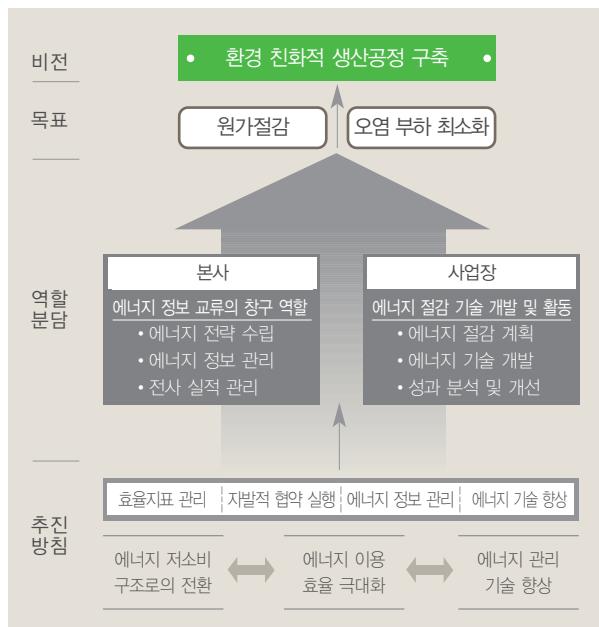 비전
환경 친화적 생산공정 구축
목표
원가절감
오염 부하 최소화
역할
분담
본사
에너지 정보 교류의 창구 역할
• 에너지 전략 수립
• 에너지 정보 관리
• 전사 실적 관리
사업장
에너지 절감 기술 개발 및 활동
• 에너지 절감 계획
• 에너지 기술 개발
• 성과 분석 및 개선
추진
방침
효율지표 관리
자발적 협약 실행
에너지 정보 관리
에너지 기술 향상
에너지 저소비
구조로의 전환
에너지 이용
효율 극대화
에너지 관리
기술 향상